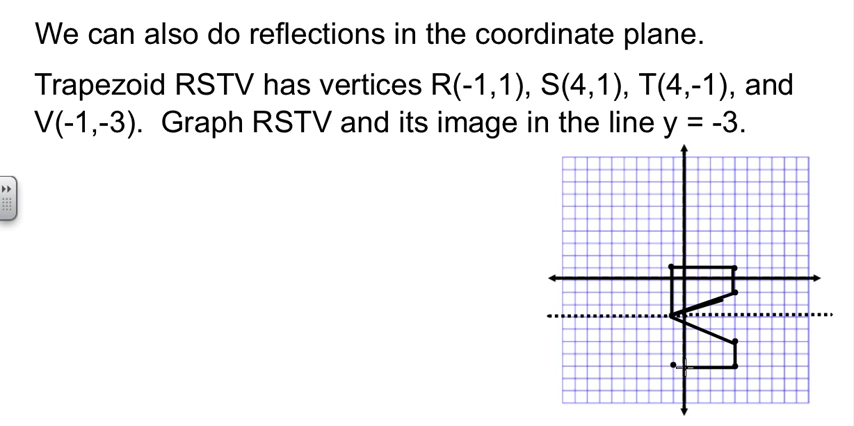 We can also do reflections in the coordinate plane.
Trapezoid RSTV has vertices R(-1,1), S(4,1), T(4,-1), and
V(-1,-3).  Graph RSTV and its image in the line y = -3.